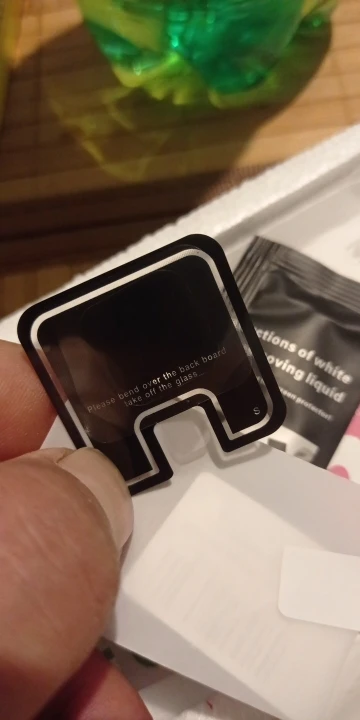 Please bend over the back board
take off the glass...
S
ctions of white
oving liquid